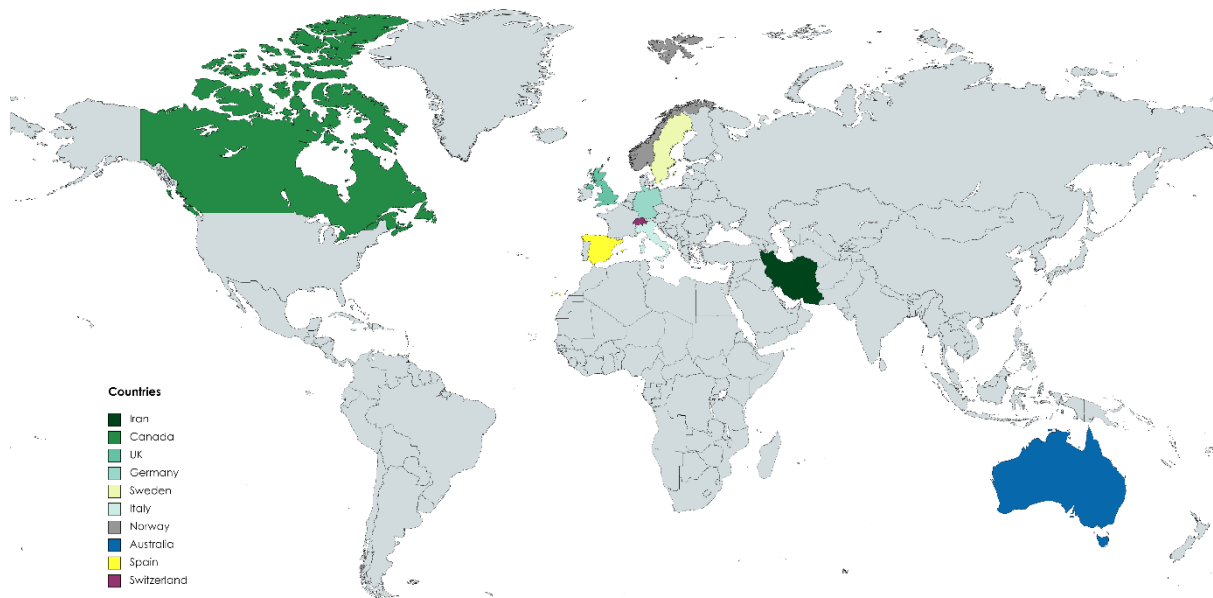 Countries
Iran
Canada
UK
Germany
Sweden
Italy
Norway
Australia
Spain
Switzerland